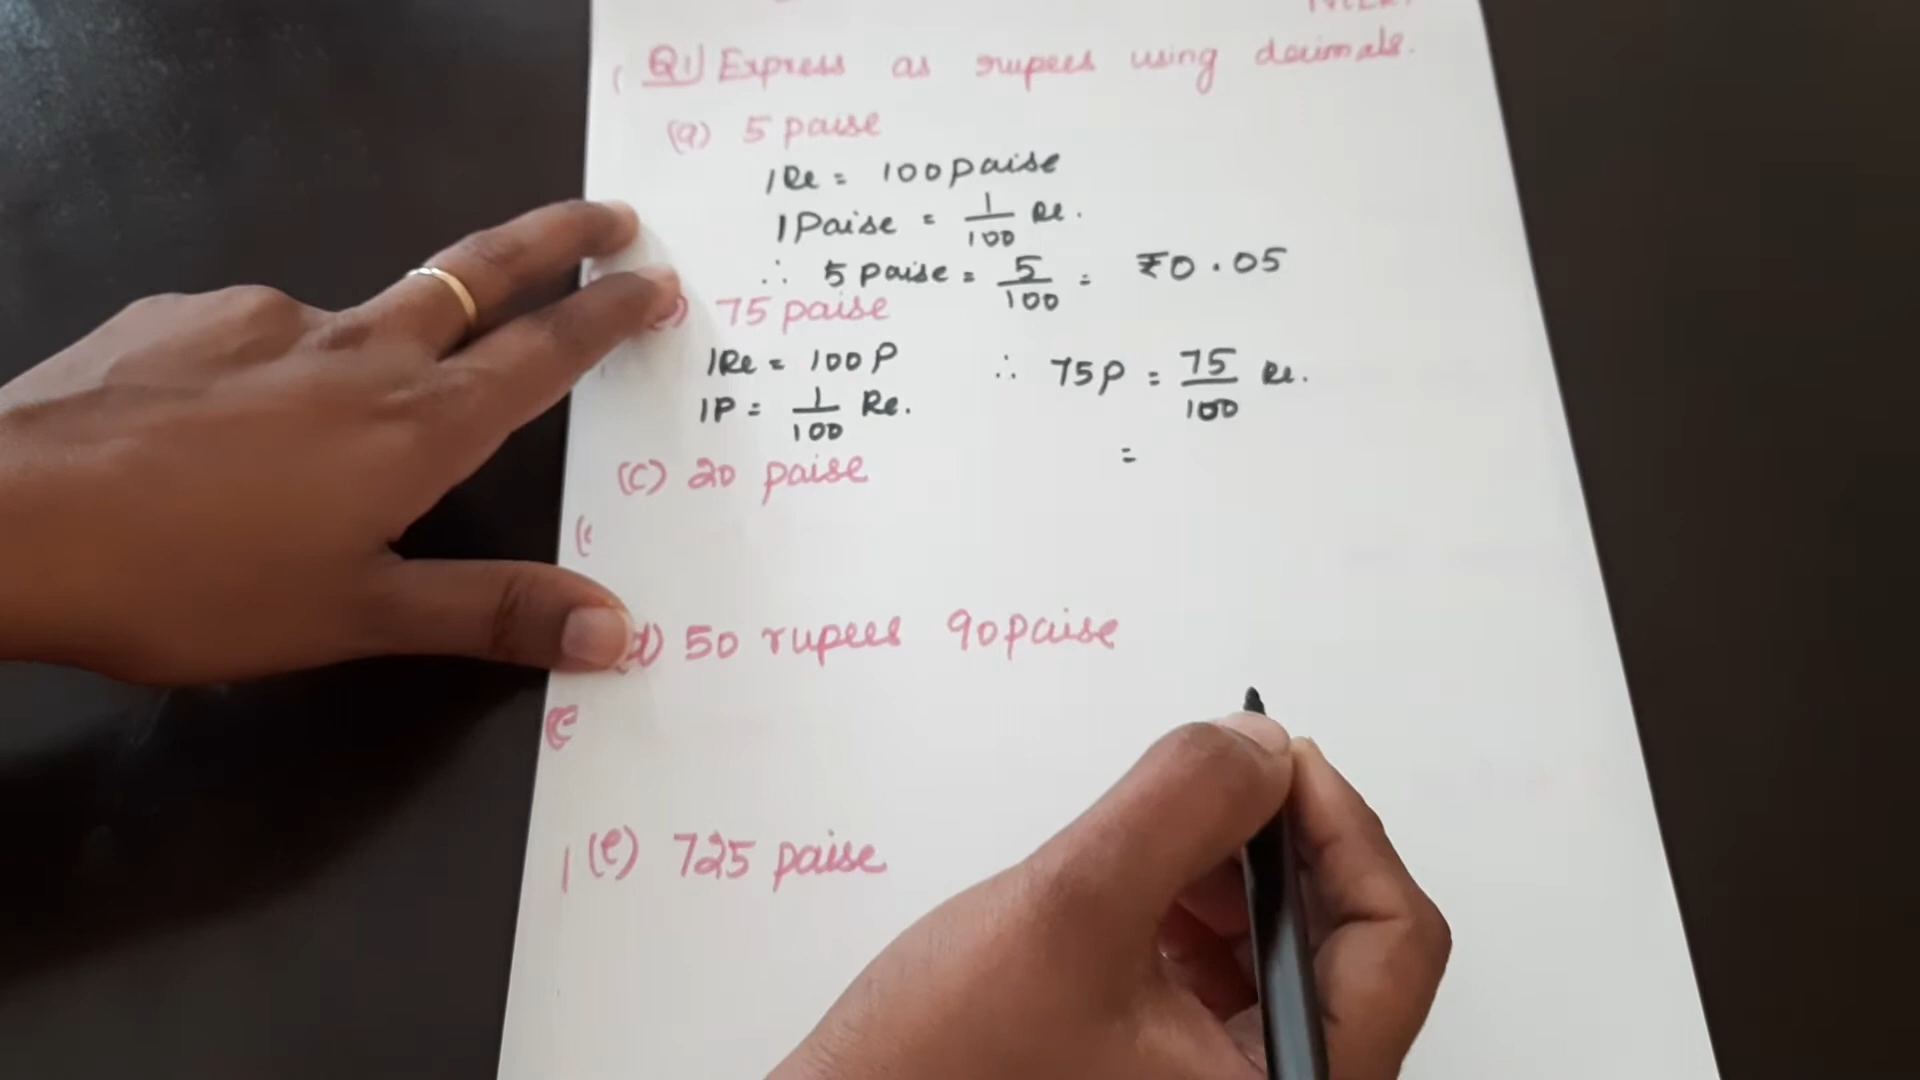 Q1) Express as rupees using decimals.
(a) 5 paise
1Re = 100 paise
1 Paise = 1/100 Re.
∴ 5 paise = 5/100 = ₹0.05
) 75 paise
1Re = 100 P ∴ 75P = 75/100 Re.
1P = 1/100 Re. =
(c) 20 paise
(d) 50 rupees 90 paise
(e) 725 paise